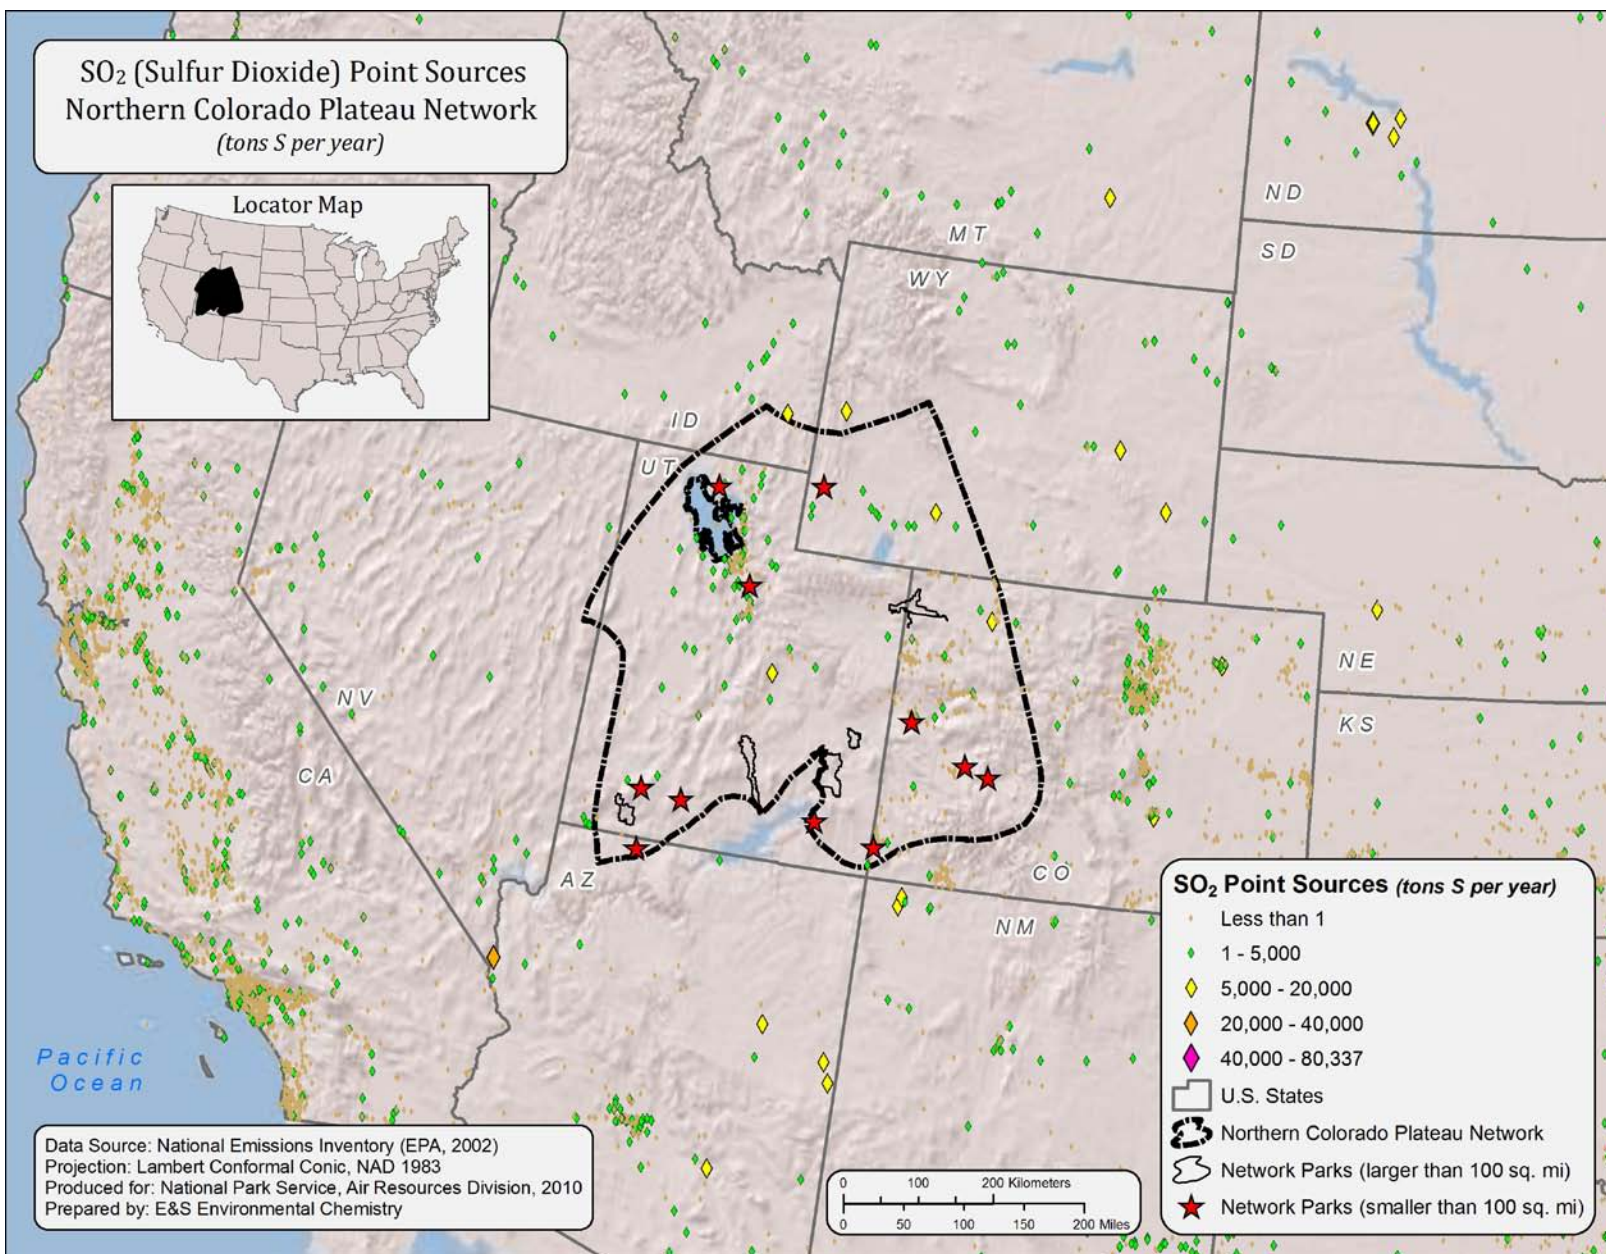 SO₂ (Sulfur Dioxide) Point Sources
Northern Colorado Plateau Network
(tons S per year)
Locator Map
ND
SD
MT
WY
ID
UT
NE
KS
NV
CA
AZ
CO
NM
Pacific
Ocean
SO₂ Point Sources (tons S per year)
Less than 1
1 - 5,000
5,000 - 20,000
20,000 - 40,000
40,000 - 80,337
U.S. States
Northern Colorado Plateau Network
Network Parks (larger than 100 sq. mi)
Network Parks (smaller than 100 sq. mi)
Data Source: National Emissions Inventory (EPA, 2002)
Projection: Lambert Conformal Conic, NAD 1983
Produced for: National Park Service, Air Resources Division, 2010
Prepared by: E&S Environmental Chemistry
0 100 200 Kilometers
0 50 100 150 200 Miles